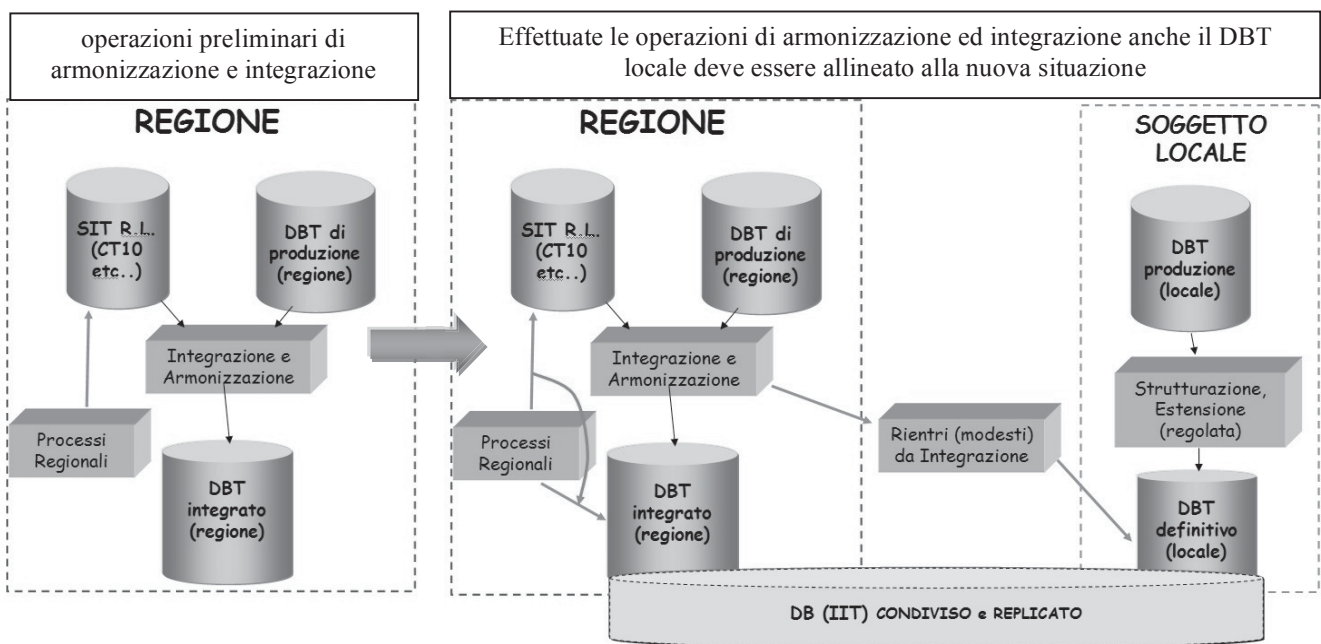 operazioni preliminari di
armonizzazione e integrazione
Effettuate le operazioni di armonizzazione ed integrazione anche il DBT
locale deve essere allineato alla nuova situazione
REGIONE
SIT R.L.
(CT10
etc..)
DBT di
produzione
(regione)
Integrazione e
Armonizzazione
Processi
Regionali
DBT
integrato
(regione)
REGIONE
SIT R.L.
(CT10
etc..)
DBT di
produzione
(regione)
Integrazione e
Armonizzazione
Processi
Regionali
DBT
integrato
(regione)
Rientri (modesti)
da Integrazione
SOGGETTO
LOCALE
DBT
produzione
(locale)
Strutturazione,
Estensione
(regolata)
DBT
definitivo
(locale)
DB (IIT) CONDIVISO e REPLICATO